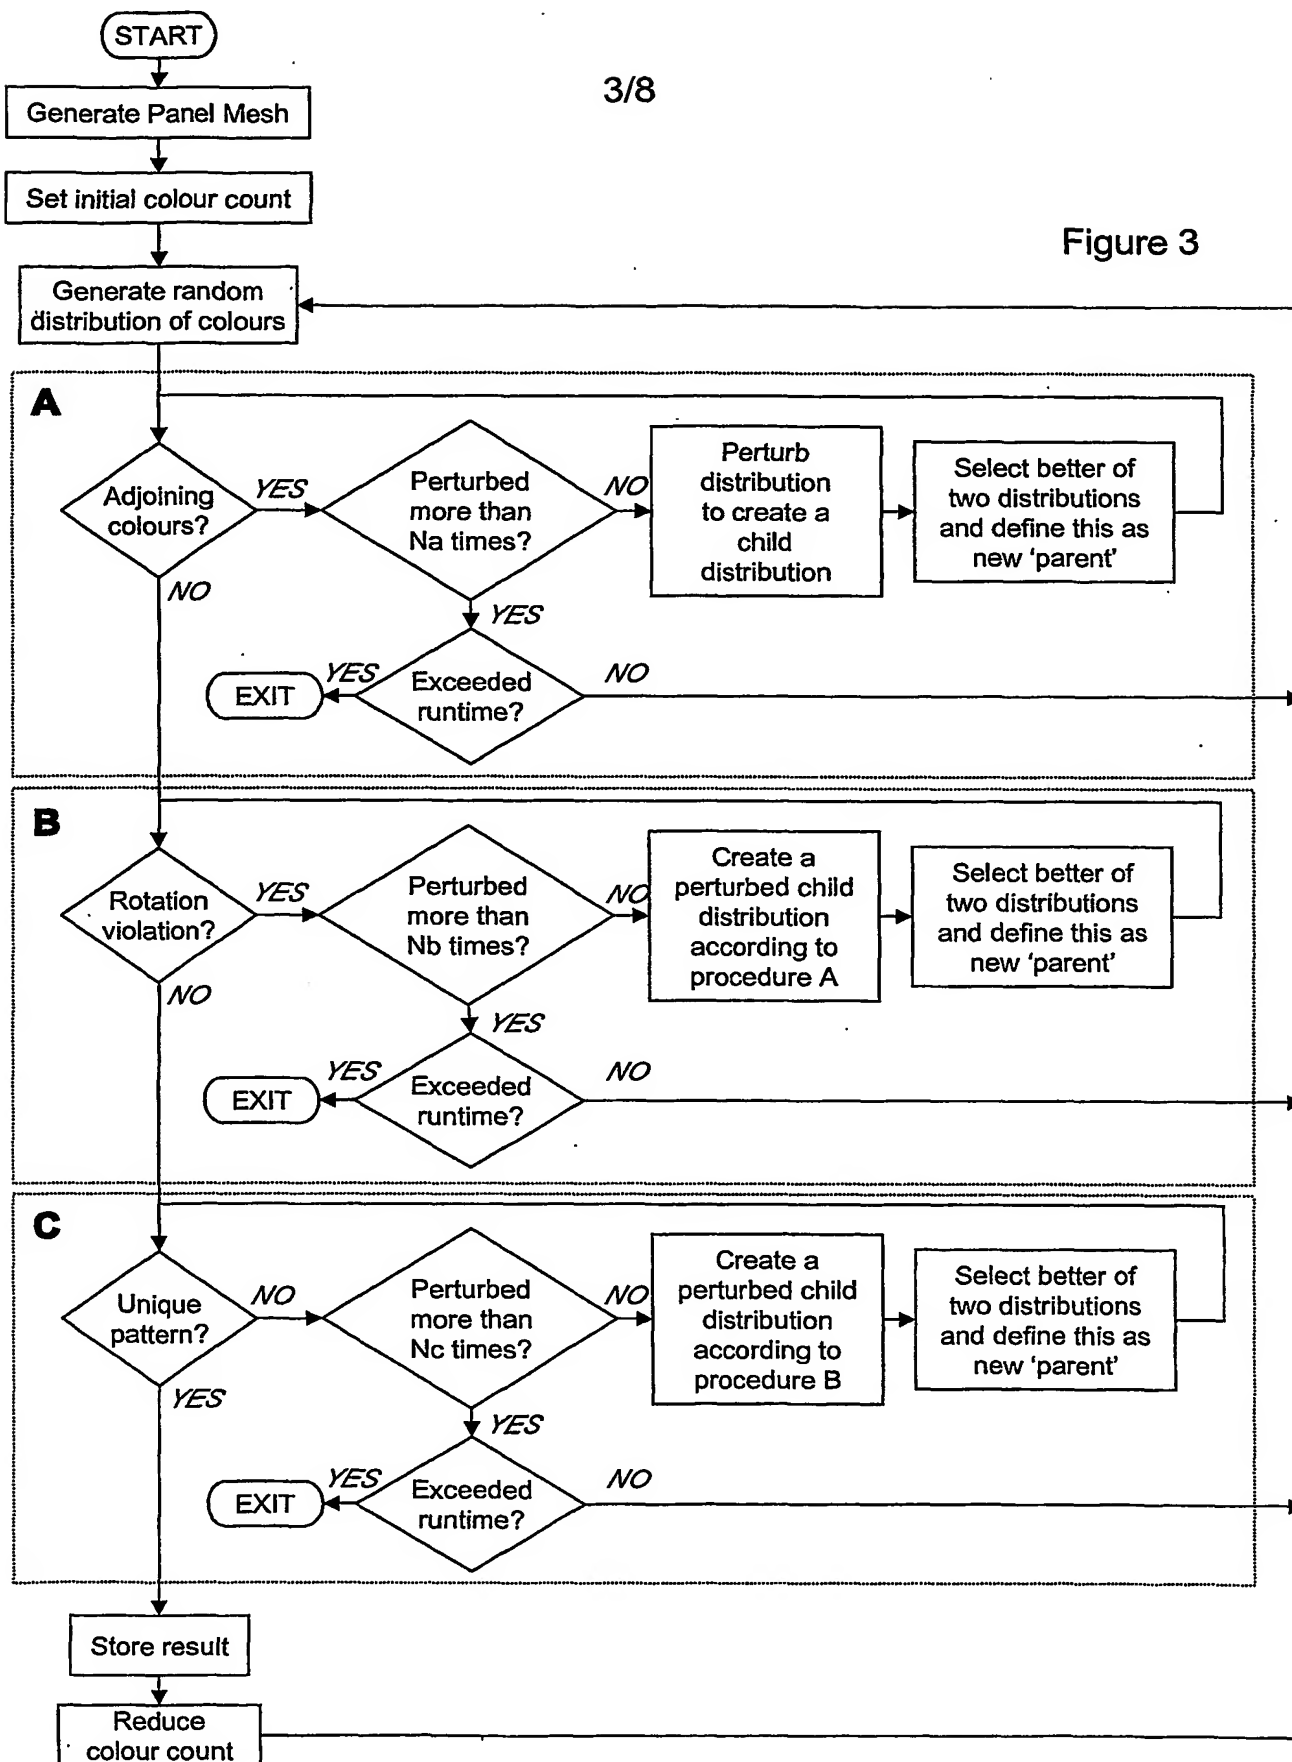 START
3/8
Generate Panel Mesh
Set initial colour count
Figure 3
Generate random
distribution of colours
A
Adjoining
colours?
YES
Perturbed
more than
Na times?
NO
Perturb
distribution
to create a
child
distribution
Select better of
two distributions
and define this as
new ‘parent’
NO
YES
EXIT
YES
Exceeded
runtime?
NO
B
Rotation
violation?
YES
Perturbed
more than
Nb times?
NO
Create a
perturbed child
distribution
according to
procedure A
Select better of
two distributions
and define this as
new ‘parent’
NO
YES
EXIT
YES
Exceeded
runtime?
NO
C
Unique
pattern?
NO
Perturbed
more than
Nc times?
NO
Create a
perturbed child
distribution
according to
procedure B
Select better of
two distributions
and define this as
new ‘parent’
YES
YES
EXIT
YES
Exceeded
runtime?
NO
Store result
Reduce
colour count